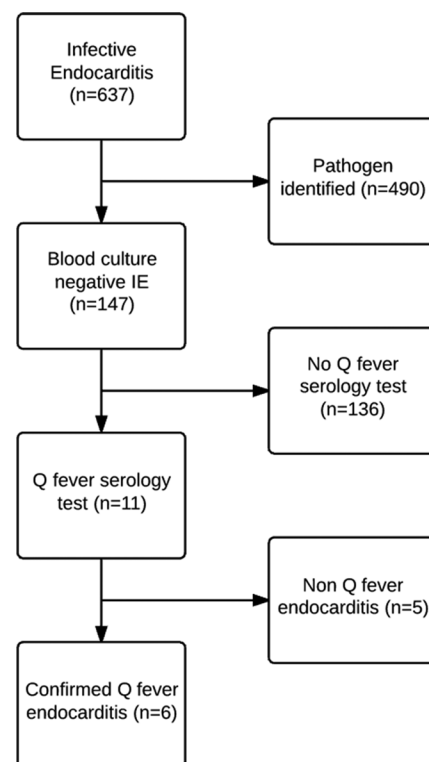 Infective
Endocarditis
(n=637)
Pathogen
identified (n=490)
Blood culture
negative IE
(n=147)
No Q fever
serology test
(n=136)
Q fever serology
test (n=11)
Non Q fever
endocarditis (n=5)
Confirmed Q fever
endocarditis (n=6)